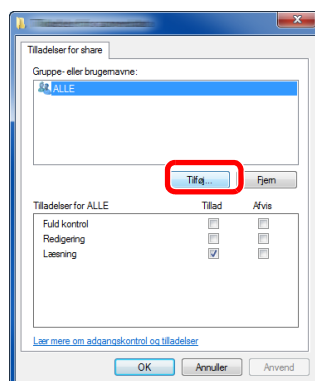 Tilladelser for share
Gruppe- eller brugernavne:
ALLE
Tilføj... Fjern
Tilladelser for ALLE Tillad Afvis
Fuld kontrol
Redigering
Læsning
Lær mere om adgangskontrol og tilladelser
OK Annuller Anvend